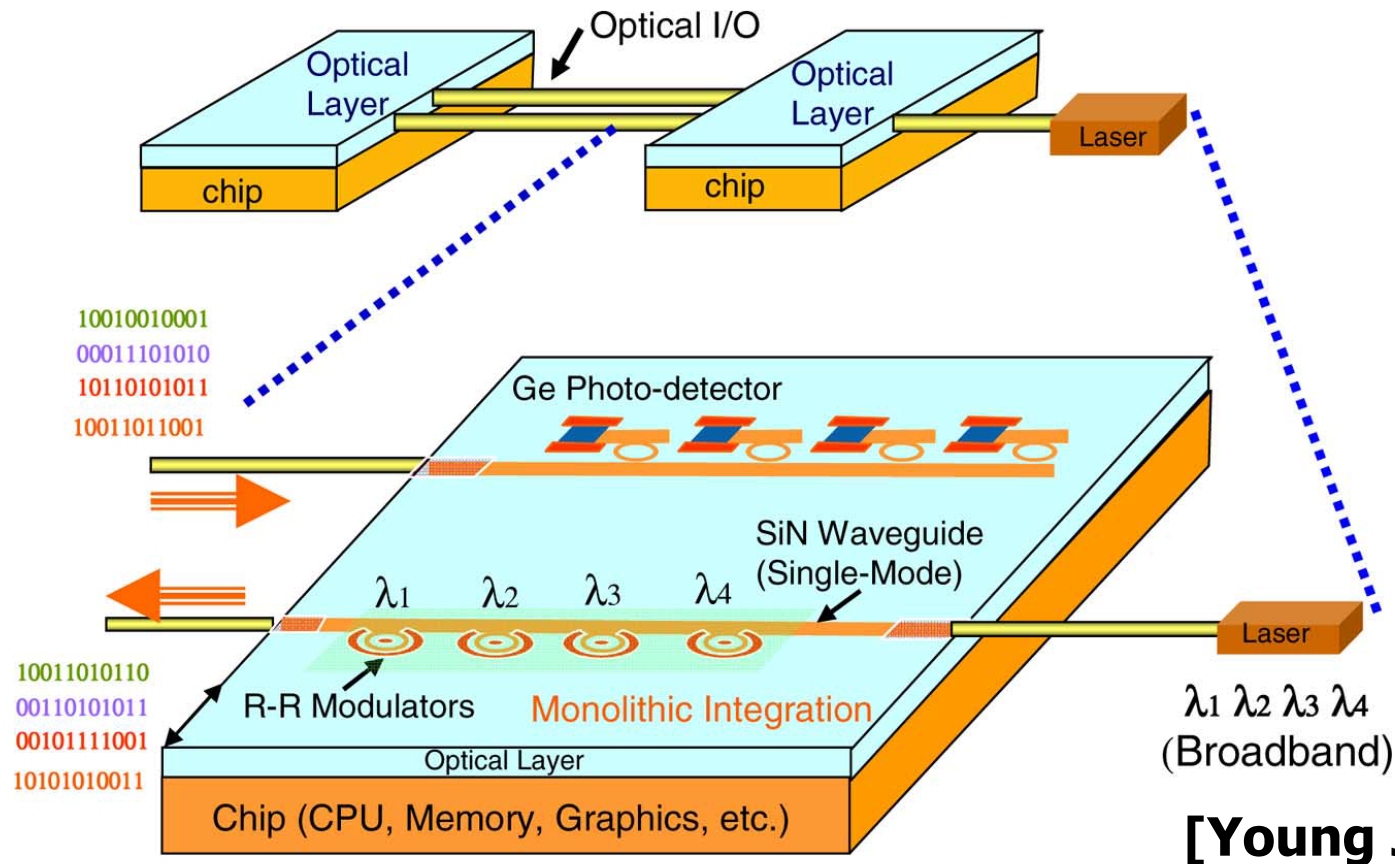 Optical I/O
Optical
Layer
Optical
Layer
Laser
chip
chip
10010010001
00011101010
10110101011
10011011001
Ge Photo-detector
SiN Waveguide
(Single-Mode)
λ1 λ2 λ3 λ4
Laser
10011010110
00110101011
00101111001
10101010011
R-R Modulators
Monolithic Integration
λ1 λ2 λ3 λ4
(Broadband)
Optical Layer
Chip (CPU, Memory, Graphics, etc.)
[Young